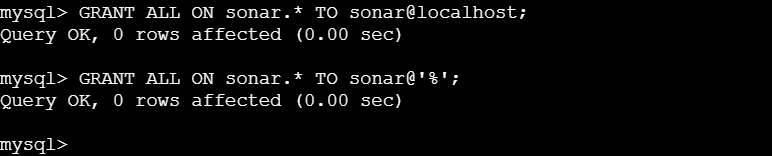 mysql> GRANT ALL ON sonar.* TO sonar@localhost;
Query OK, 0 rows affected (0.00 sec)
mysql> GRANT ALL ON sonar.* TO sonar@'%';
Query OK, 0 rows affected (0.00 sec)
mysql>